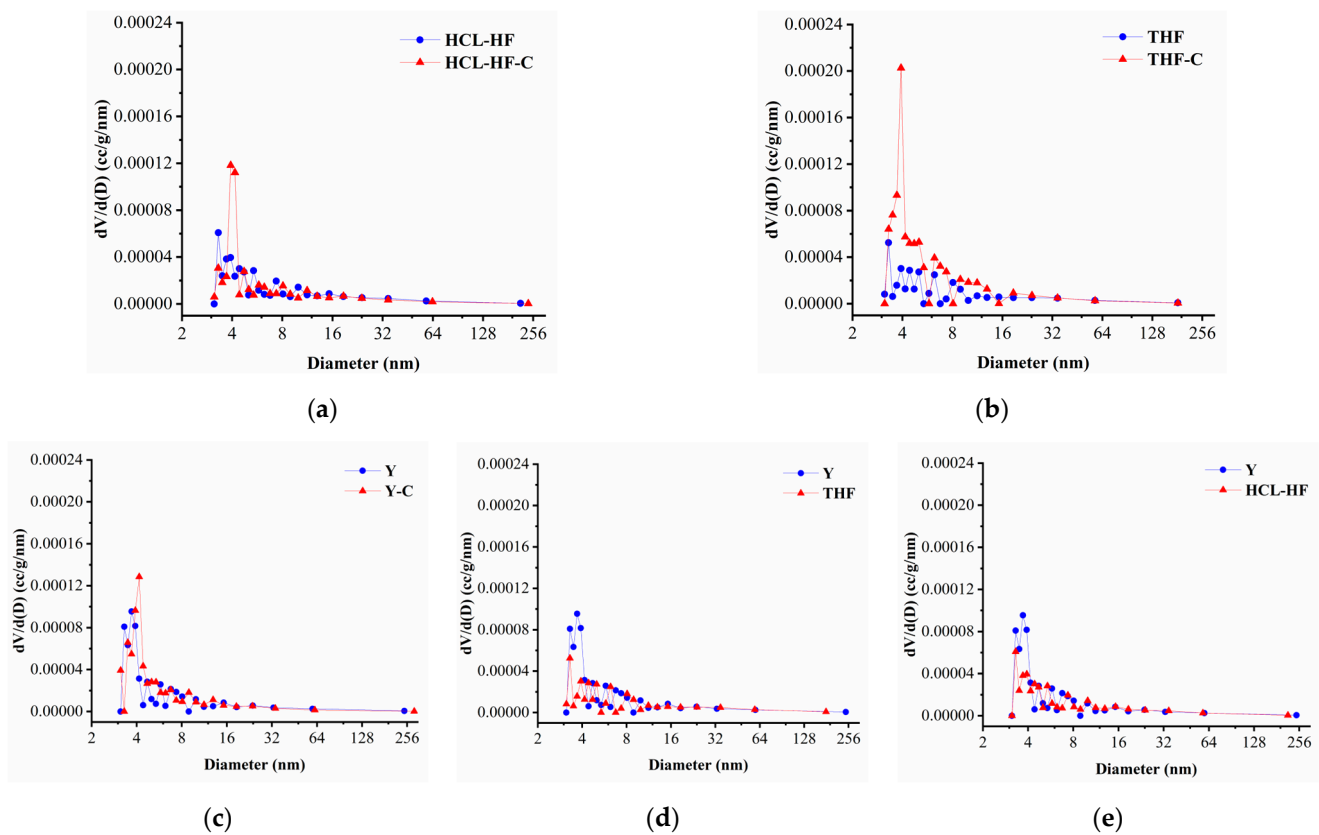 0.00024
0.00020
0.00016
0.00012
0.00008
0.00004
0.00000
dV/d(D) (cc/g/nm)
HCL-HF
HCL-HF-C
2 4 8 16 32 64 128 256
Diameter (nm)
(a)
0.00024
0.00020
0.00016
0.00012
0.00008
0.00004
0.00000
dV/d(D) (cc/g/nm)
THF
THF-C
2 4 8 16 32 64 128 256
Diameter (nm)
(b)
0.00024
0.00020
0.00016
0.00012
0.00008
0.00004
0.00000
dV/d(D) (cc/g/nm)
Y
Y-C
2 4 8 16 32 64 128 256
Diameter (nm)
(c)
0.00024
0.00020
0.00016
0.00012
0.00008
0.00004
0.00000
dV/d(D) (cc/g/nm)
Y
THF
2 4 8 16 32 64 128 256
Diameter (nm)
(d)
0.00024
0.00020
0.00016
0.00012
0.00008
0.00004
0.00000
dV/d(D) (cc/g/nm)
Y
HCL-HF
2 4 8 16 32 64 128 256
Diameter (nm)
(e)